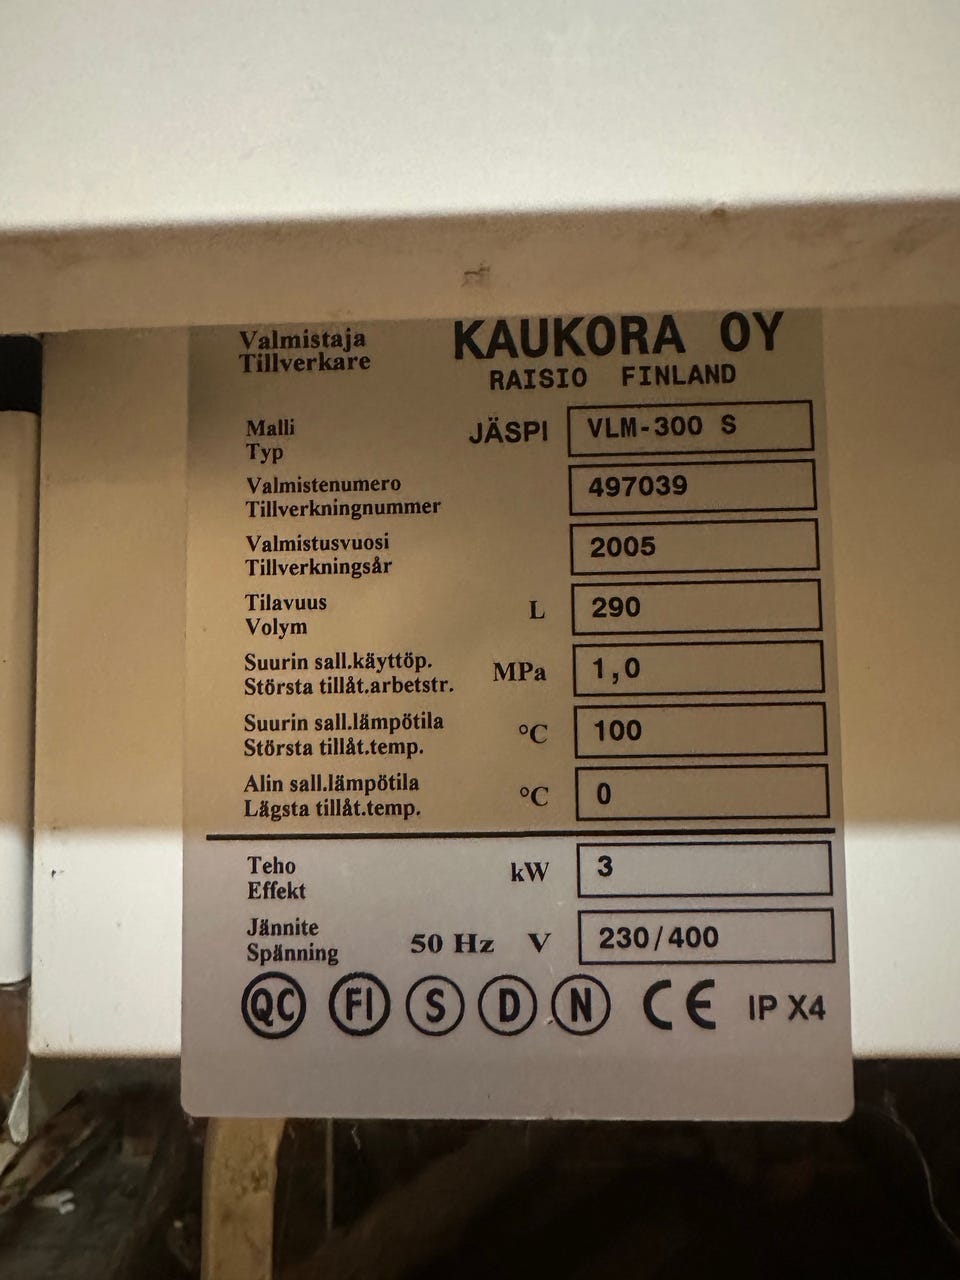 Valmistaja
Tillverkare
KAUKORA OY
RAISIO FINLAND
Malli
Typ
JÄSPI
VLM-300 S
Valmistenumero
Tillverkningnummer
497039
Valmistusvuosi
Tillverkningsår
2005
Tilavuus
Volym
L
290
Suurin sall.käyttöp.
Största tillåt.arbetstr.
MPa
1,0
Suurin sall.lämpötila
Största tillåt.temp.
°C
100
Alin sall.lämpötila
Lägsta tillåt.temp.
°C
0
Teho
Effekt
kW
3
Jännite
Spänning
50 Hz V
230/400
QC FI S D N CE IP X4